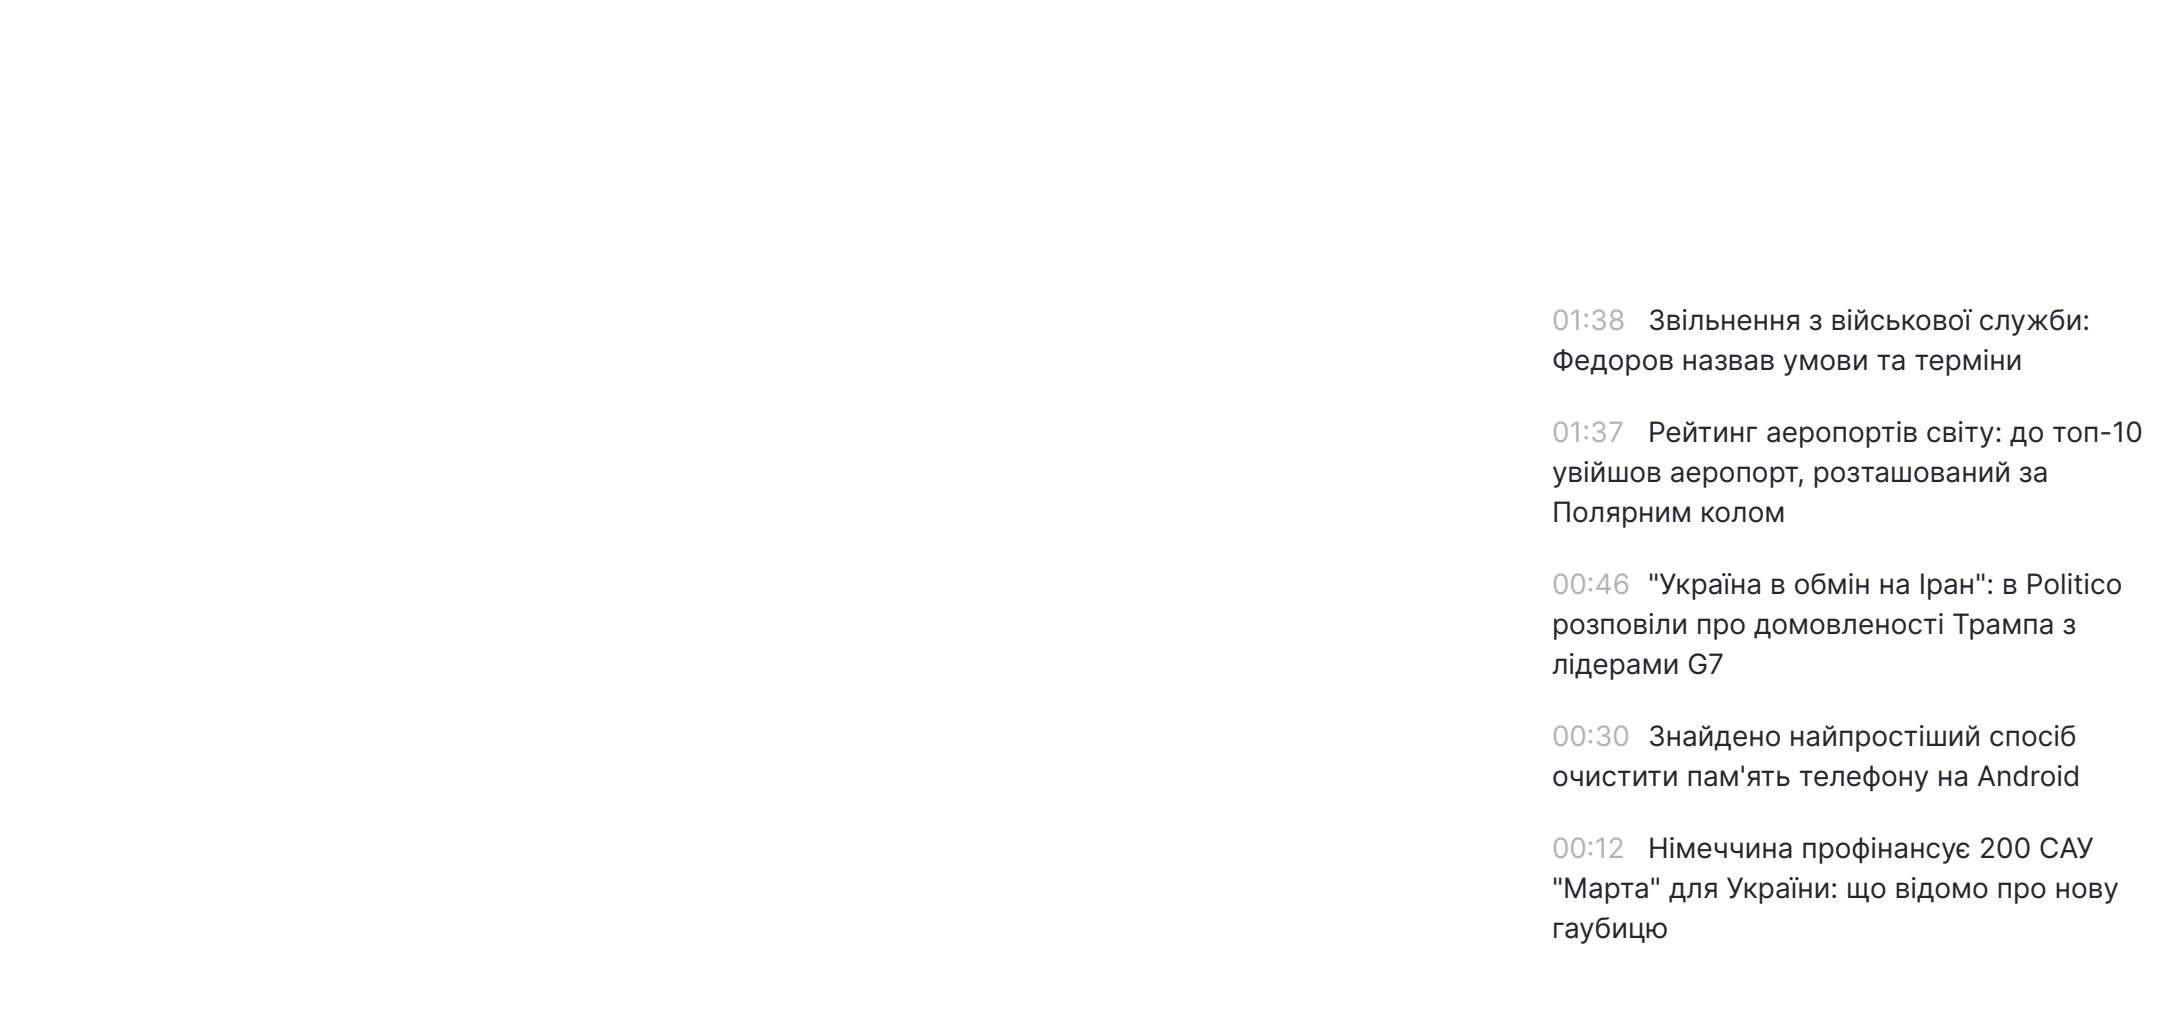 01:38 Звільнення з військової служби:
Федоров назвав умови та терміни
01:37 Рейтинг аеропортів світу: до топ-10
увійшов аеропорт, розташований за
Полярним колом
00:46 "Україна в обмін на Іран": в Politico
розповіли про домовленості Трампа з
лідерами G7
00:30 Знайдено найпростіший спосіб
очистити пам'ять телефону на Android
00:12 Німеччина профінансує 200 САУ
"Марта" для України: що відомо про нову
гаубицю